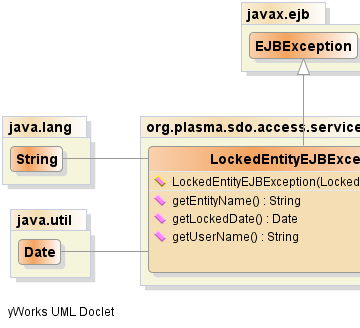 javax.ejb
EJBException
java.lang
String
org.plasma.sdo.access.service
LockedEntityEJBExce
LockedEntityEJBException(Locked
getEntityName() : String
getLockedDate() : Date
getUserName() : String
java.util
Date
yWorks UML Doclet